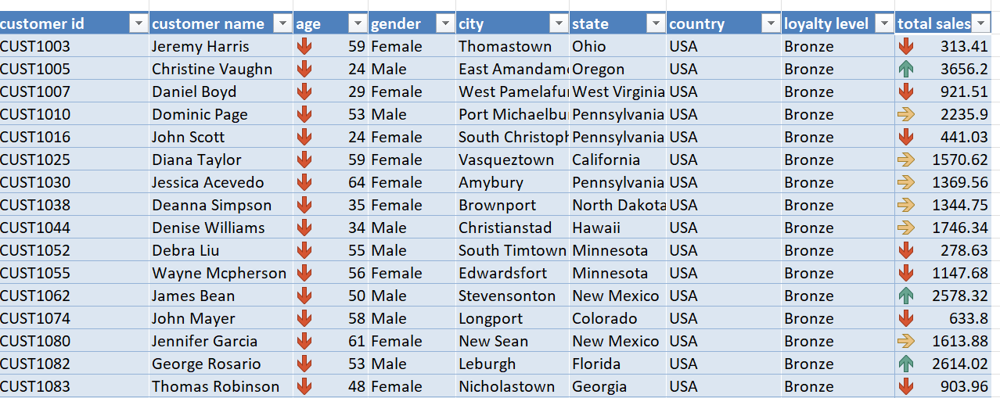 customer id customer name age gender city state country loyalty level total sales
CUST1003 Jeremy Harris 59 Female Thomastown Ohio USA Bronze 313.41
CUST1005 Christine Vaughn 24 Male East Amandam Oregon USA Bronze 3656.2
CUST1007 Daniel Boyd 29 Female West Pamelafu West Virginia USA Bronze 921.51
CUST1010 Dominic Page 53 Male Port Michaelbu Pennsylvania USA Bronze 2235.9
CUST1016 John Scott 24 Female South Christoph Pennsylvania USA Bronze 441.03
CUST1025 Diana Taylor 59 Female Vasqueztown California USA Bronze 1570.62
CUST1030 Jessica Acevedo 64 Female Amybury Pennsylvania USA Bronze 1369.56
CUST1038 Deanna Simpson 35 Female Brownport North Dakota USA Bronze 1344.75
CUST1044 Denise Williams 34 Male Christianstad Hawaii USA Bronze 1746.34
CUST1052 Debra Liu 55 Male South Timtown Minnesota USA Bronze 278.63
CUST1055 Wayne Mcpherson 56 Female Edwardsfort Minnesota USA Bronze 1147.68
CUST1062 James Bean 50 Male Stevensonton New Mexico USA Bronze 2578.32
CUST1074 John Mayer 58 Male Longport Colorado USA Bronze 633.8
CUST1080 Jennifer Garcia 61 Female New Sean New Mexico USA Bronze 1613.88
CUST1082 George Rosario 53 Male Leburgh Florida USA Bronze 2614.02
CUST1083 Thomas Robinson 48 Female Nicholastown Georgia USA Bronze 903.96